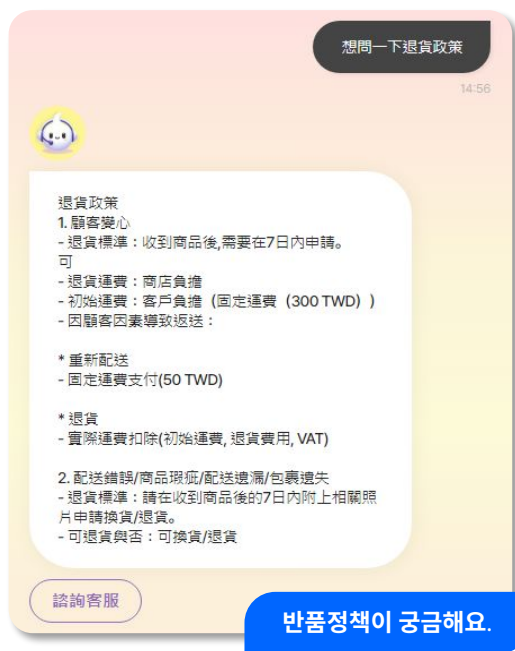 想問一下退貨政策
14:56
退貨政策
1. 顧客變心
- 退貨標準：收到商品後,需要在7日內申請。
可
- 退貨運費：商店負擔
- 初始運費：客戶負擔（固定運費（300 TWD））
- 因顧客因素導致返送：
* 重新配送
- 固定運費支付(50 TWD)
* 退貨
- 實際運費扣除(初始運費, 退貨費用, VAT)
2. 配送錯誤/商品瑕疵/配送遺漏/包裹遺失
- 退貨標準：請在收到商品後的7日內附上相關照
片申請換貨/退貨。
- 可退貨與否：可換貨/退貨
諮詢客服
반품정책이 궁금해요.